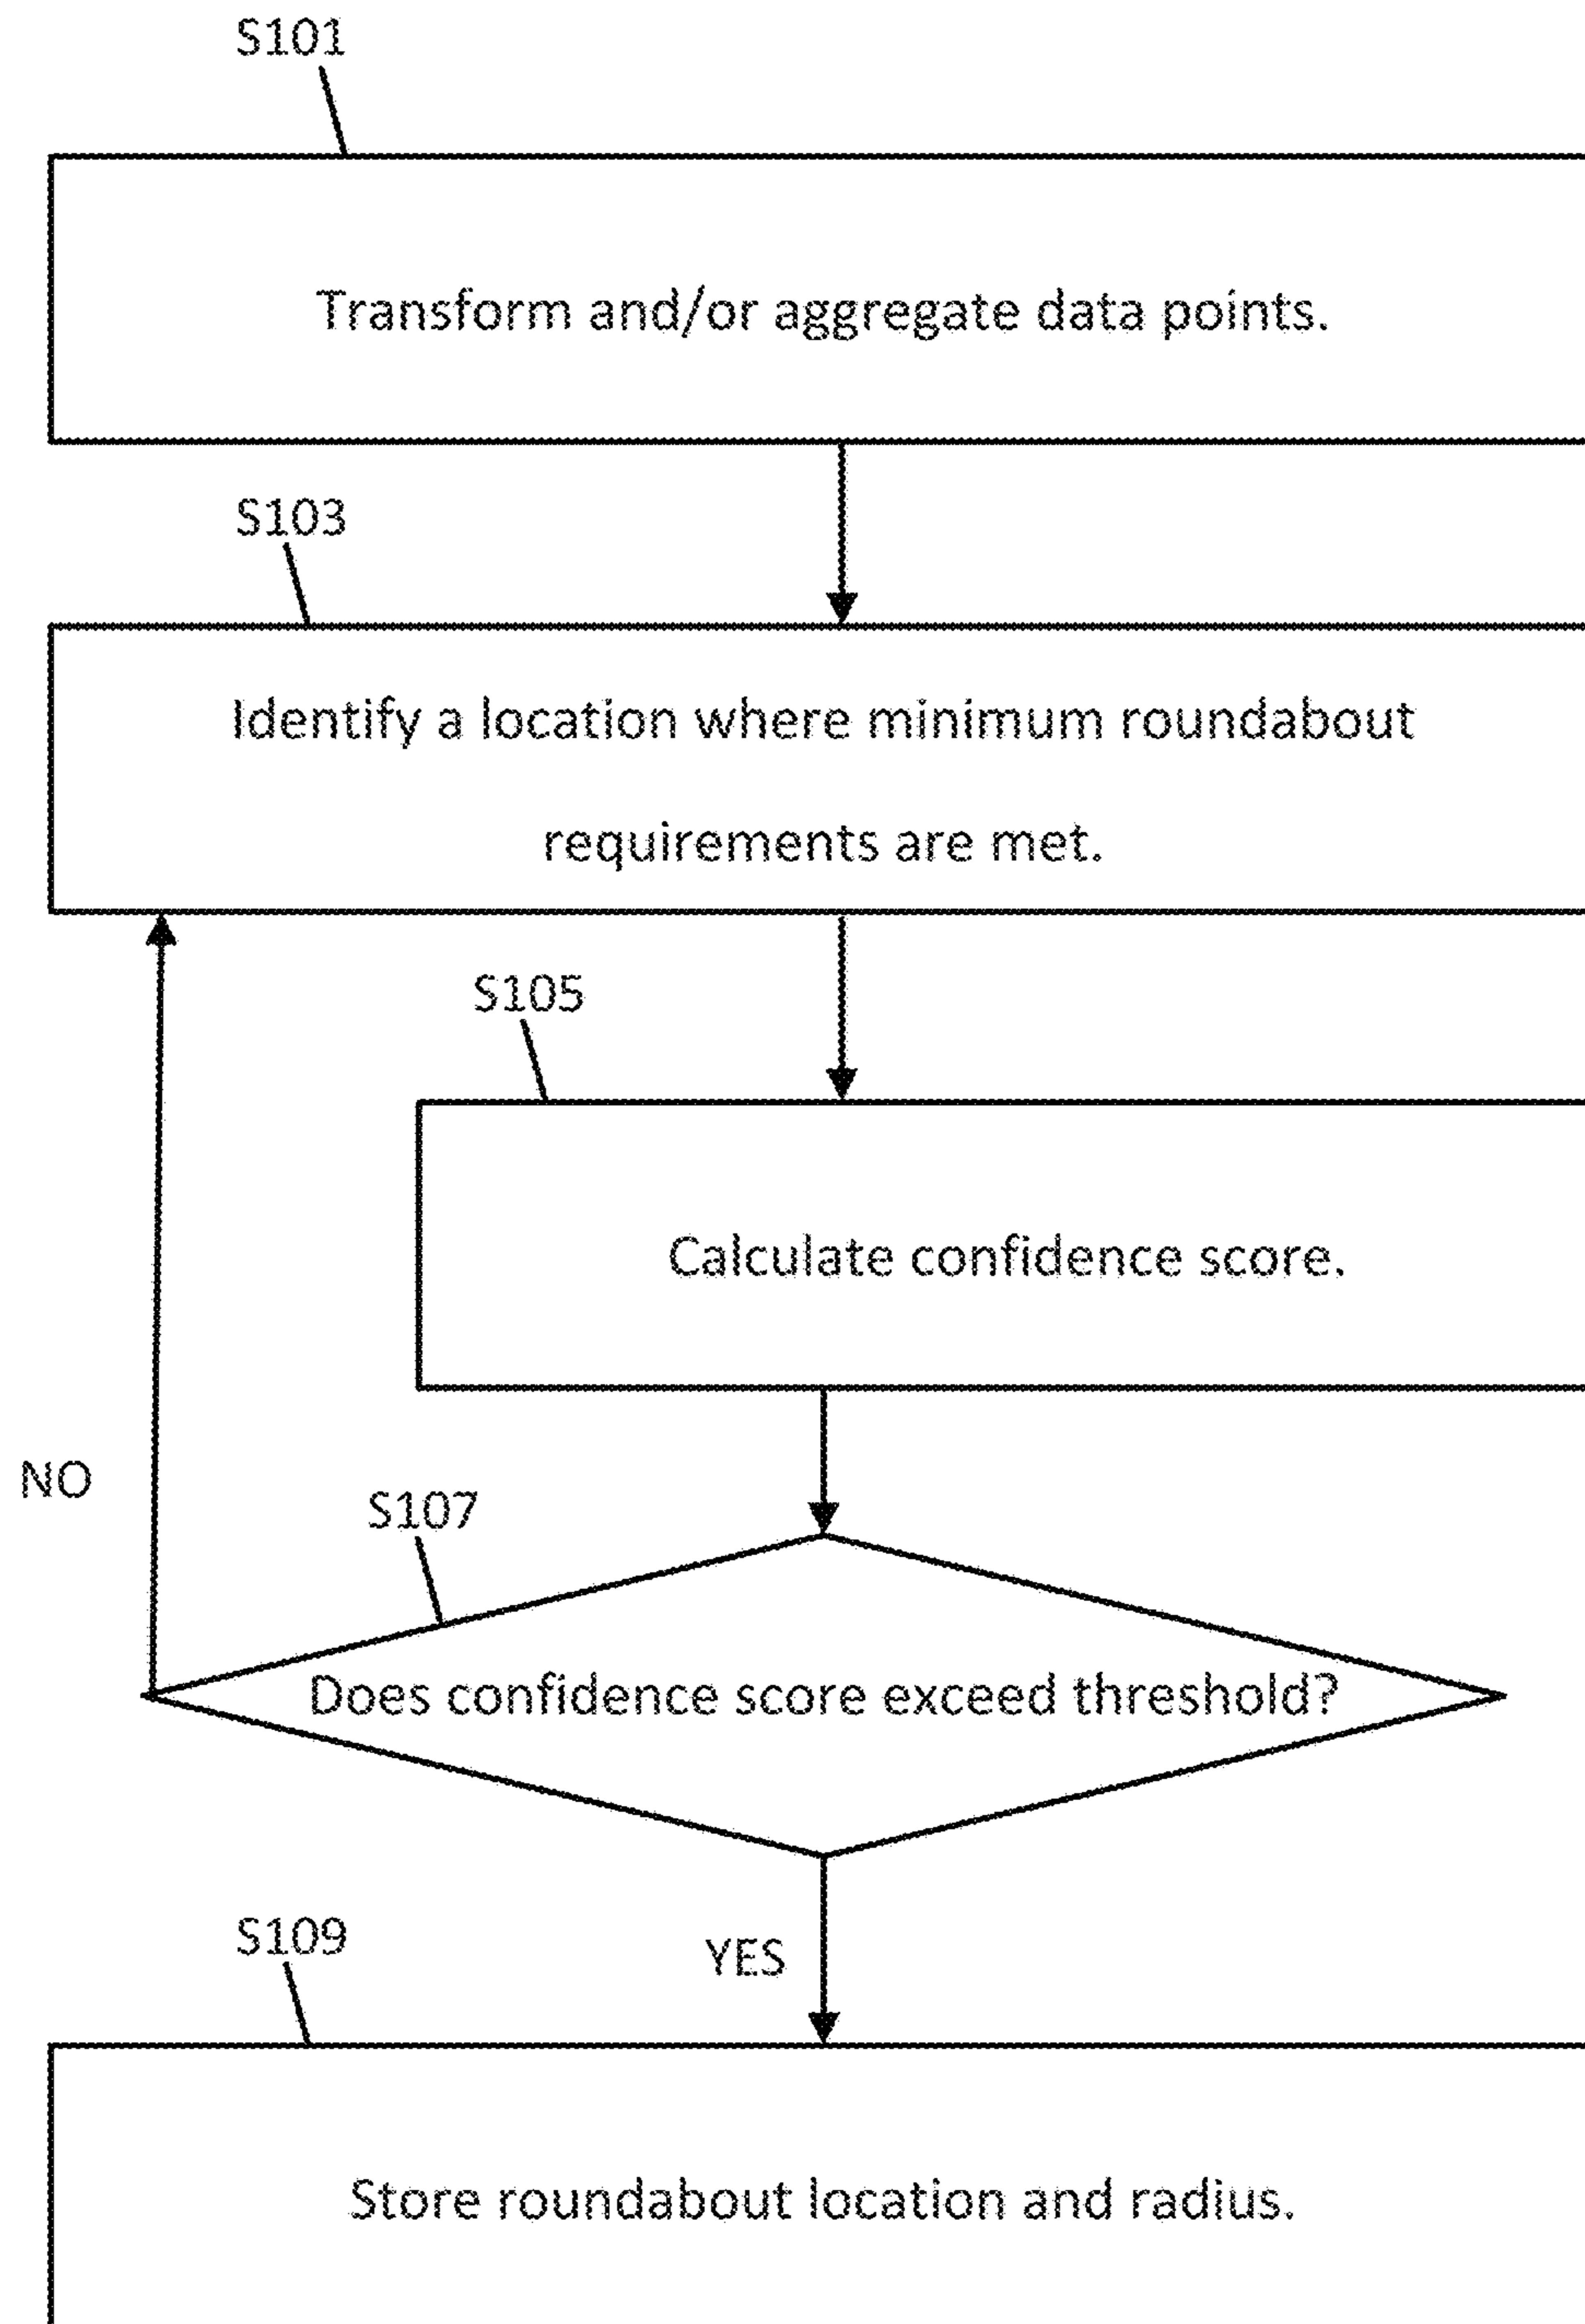 S101
Transform and/or aggregate data points.
S103
Identify a location where minimum roundabout
requirements are met.
S105
Calculate confidence score.
NO
S107
Does confidence score exceed threshold?
S109
YES
Store roundabout location and radius.